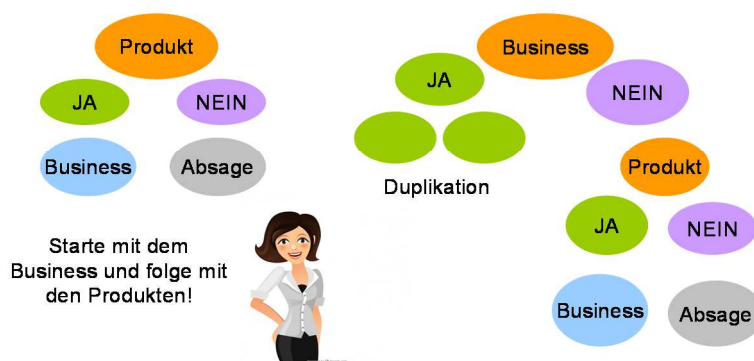 Produkt
JA
NEIN
Business
Absage
Starte mit dem
Business und folge mit
den Produkten!
Business
JA
NEIN
Duplikation
Produkt
JA
NEIN
Business
Absage